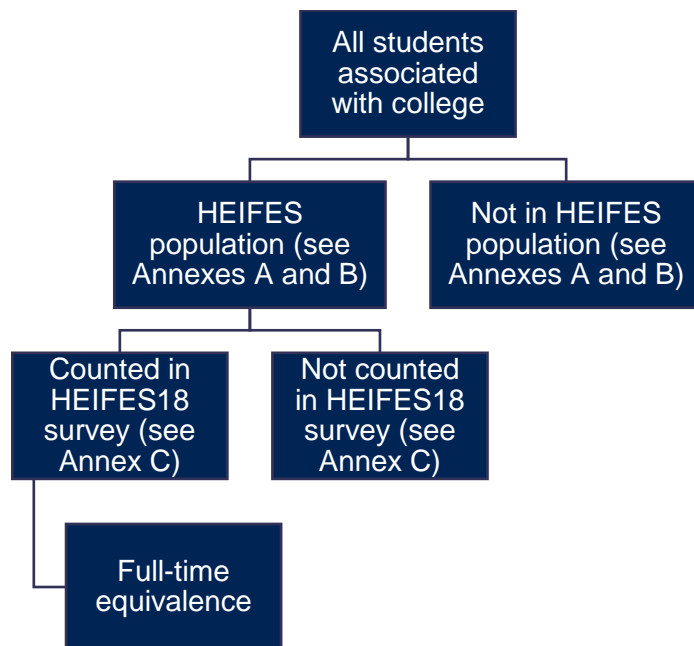 All students
associated
with college
HEIFES
population (see
Annexes A and B)
Not in HEIFES
population (see
Annexes A and B)
Counted in
HEIFES18
survey (see
Annex C)
Not counted
in HEIFES18
survey (see
Annex C)
Full-time
equivalence